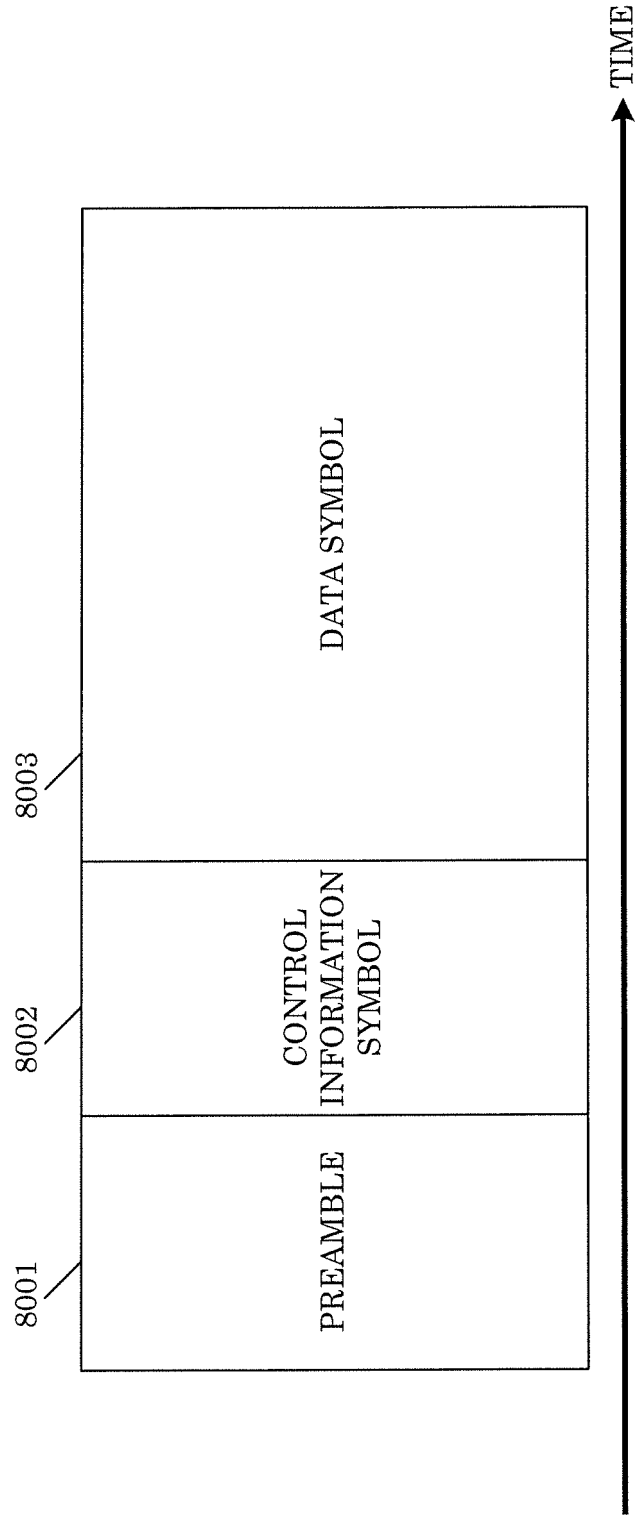 8001
8002
8003
PREAMBLE
CONTROL
INFORMATION
SYMBOL
DATA SYMBOL
TIME